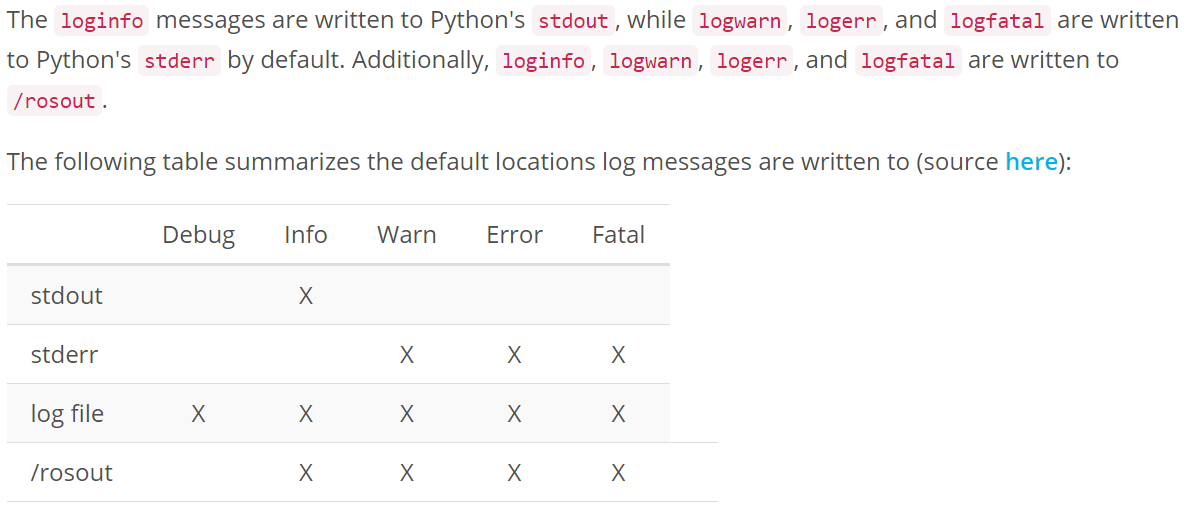 The loginfo messages are written to Python's stdout, while logwarn, logerr, and logfatal are written
to Python's stderr by default. Additionally, loginfo, logwarn, logerr, and logfatal are written to
/rosout.
The following table summarizes the default locations log messages are written to (source here):
Debug Info Warn Error Fatal
stdout X
stderr X X X
log file X X X X X
/rosout X X X X